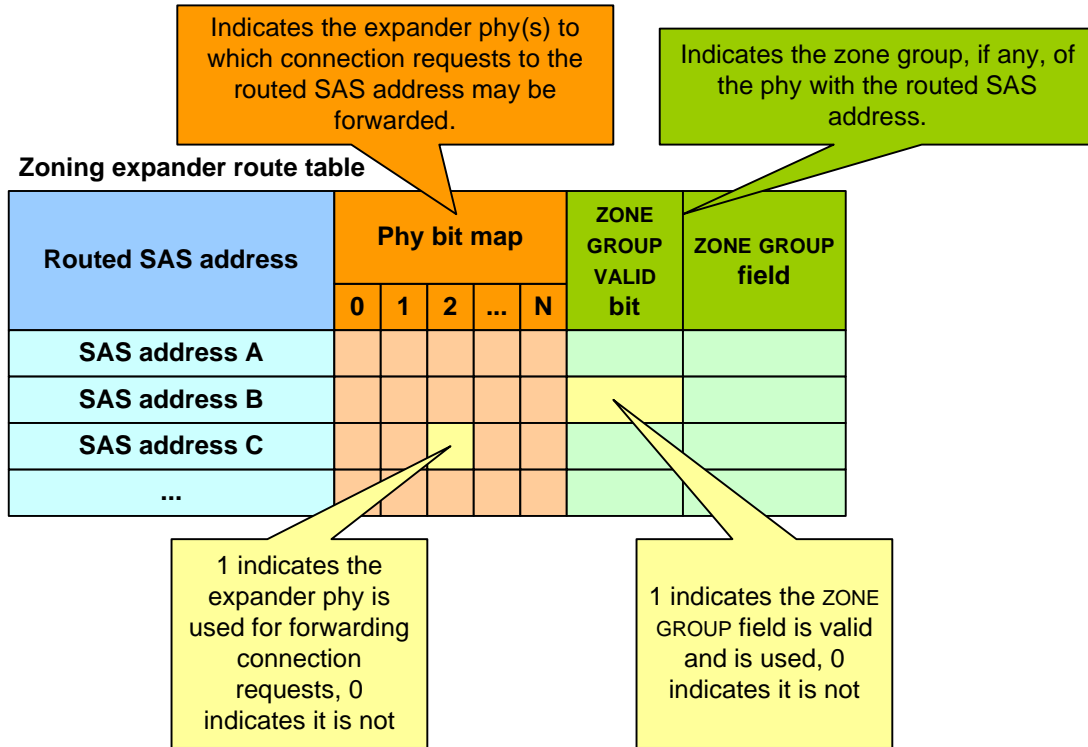 Indicates the expander phy(s) to
which connection requests to the
routed SAS address may be
forwarded.
Indicates the zone group, if any, of
the phy with the routed SAS
address.
Zoning expander route table
Routed SAS address
Phy bit map
ZONE
GROUP
VALID
bit
ZONE GROUP
field
0 1 2 ... N
SAS address A
SAS address B
SAS address C
...
1 indicates the
expander phy is
used for forwarding
connection
requests, 0
indicates it is not
1 indicates the ZONE
GROUP field is valid
and is used, 0
indicates it is not